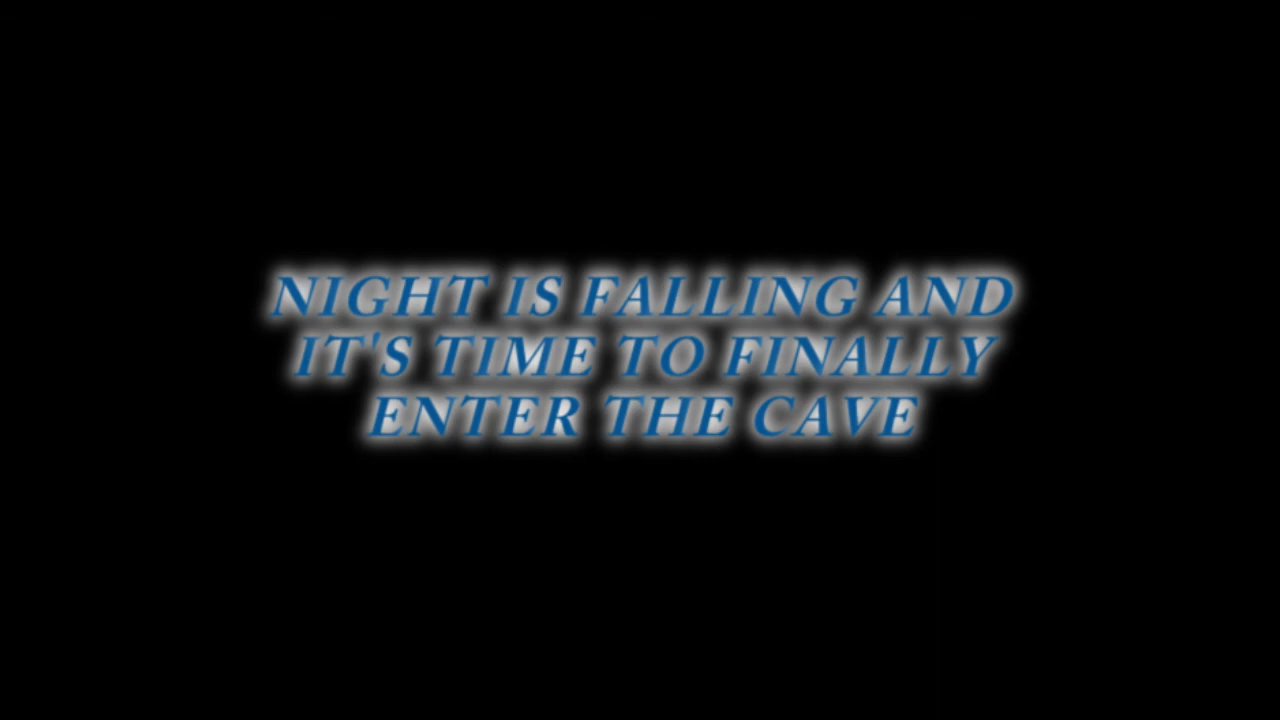 NIGHT IS FALLING AND
IT'S TIME TO FINALLY
ENTER THE CAVE